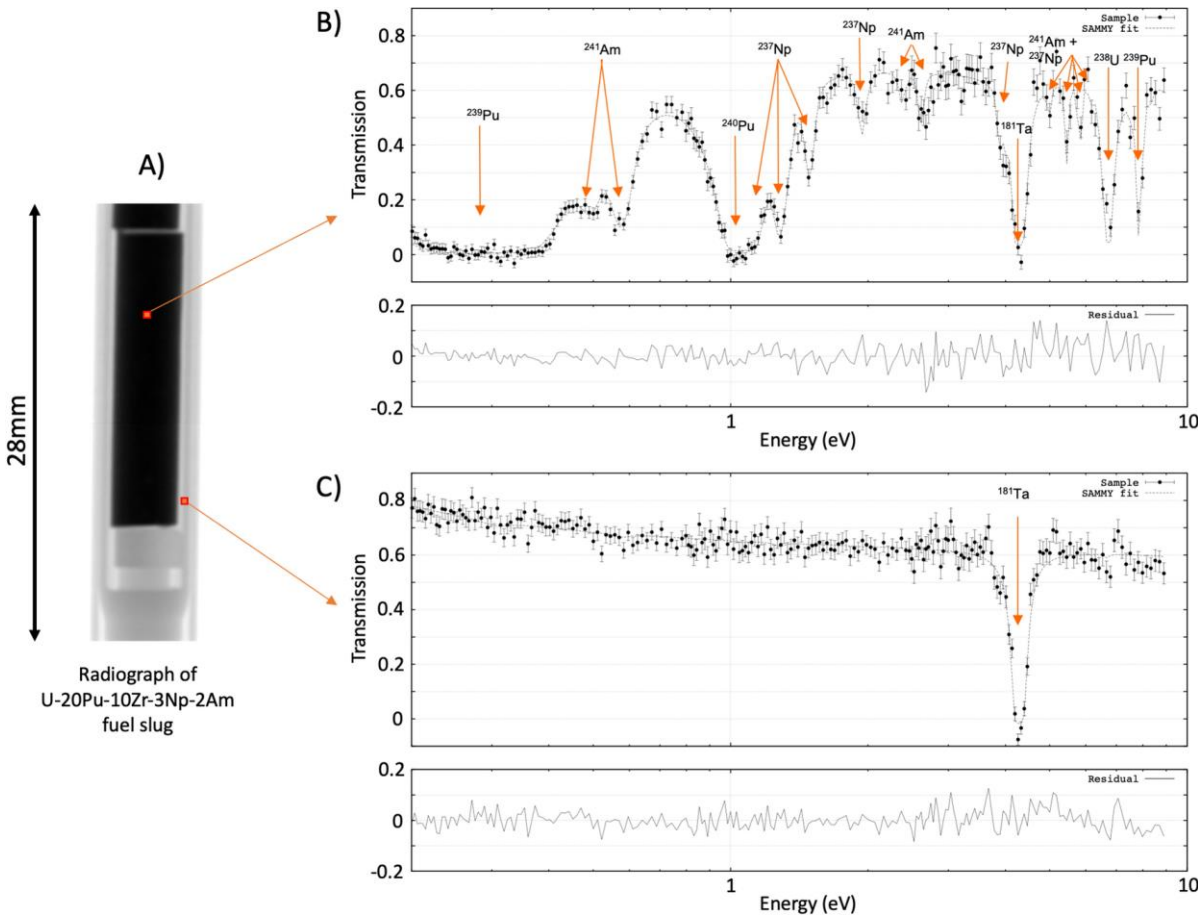 A)
28mm
Radiograph of
U-20Pu-10Zr-3Np-2Am
fuel slug
B)
Transmission
0.8
0.6
0.4
0.2
0
Sample
SAMMY fit
²³⁹Pu
²⁴¹Am
²⁴⁰Pu
²³⁷Np
²³⁷Np
²⁴¹Am
²³⁷Np
¹⁸¹Ta
²⁴¹Am +
²³⁷Np
²³⁸U
²³⁹Pu
0.2
0
-0.2
Residual
1
10
Energy (eV)
C)
Transmission
0.8
0.6
0.4
0.2
0
Sample
SAMMY fit
¹⁸¹Ta
0.2
0
-0.2
Residual
1
10
Energy (eV)